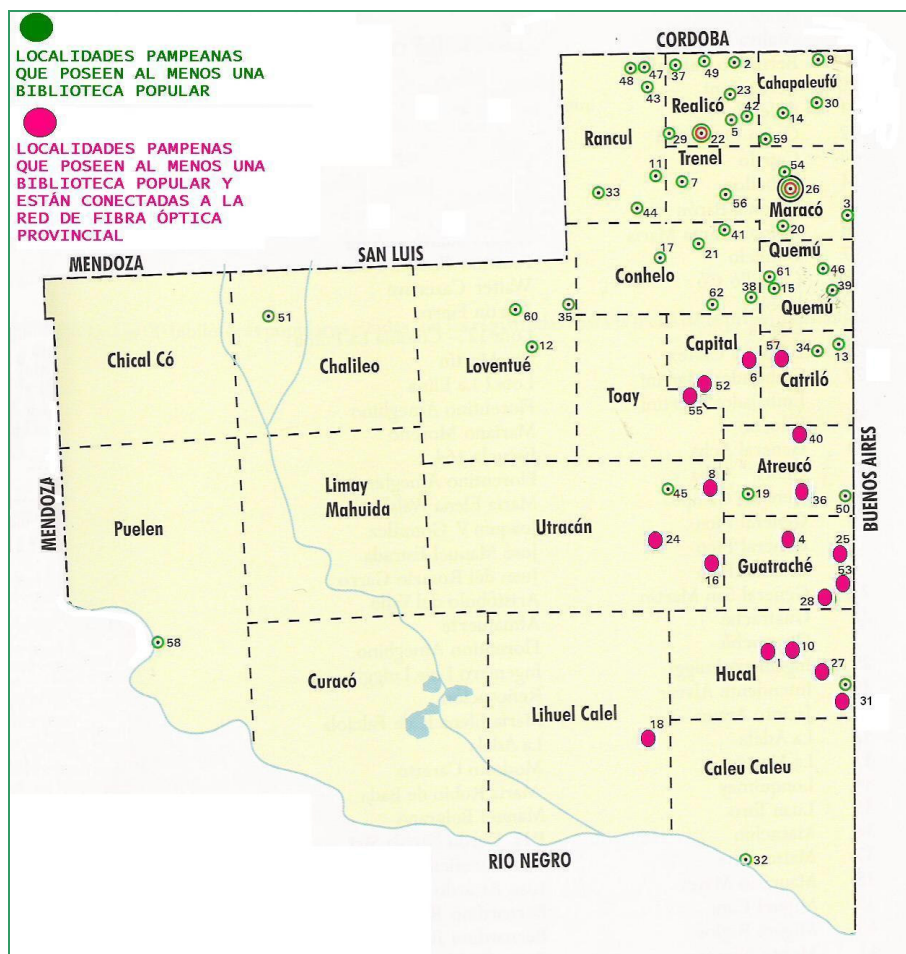 LOCALIDADES PAMPEANAS
QUE POSEEN AL MENOS UNA
BIBLIOTECA POPULAR
LOCALIDADES PAMPENAS
QUE POSEEN AL MENOS UNA
BIBLIOTECA POPULAR Y
ESTÁN CONECTADAS A LA
RED DE FIBRA ÓPTICA
PROVINCIAL
CORDOBA
48
47
37
49
2
9
43
Realicó
23
42
Cahapaleufú
30
14
Rancul
29
22
5
59
11
Trenel
7
54
33
44
56
26
Maracó
3
20
SAN LUIS
MENDOZA
17
41
21
Conhelo
Quemú
61
46
15
39
62
38
Quemú
51
60
35
Chical Có
Chalileo
Loventué
12
Capital
57
34
13
6
Catriló
Toay
52
55
40
Atreucó
8
45
19
36
50
BUENOS AIRES
MENDOZA
Limay
Mahuida
Puelen
Utracán
24
16
4
25
Guatraché
53
28
58
Curacó
Hucal
1
10
27
31
Lihuel Calel
18
Caleu Caleu
RIO NEGRO
32